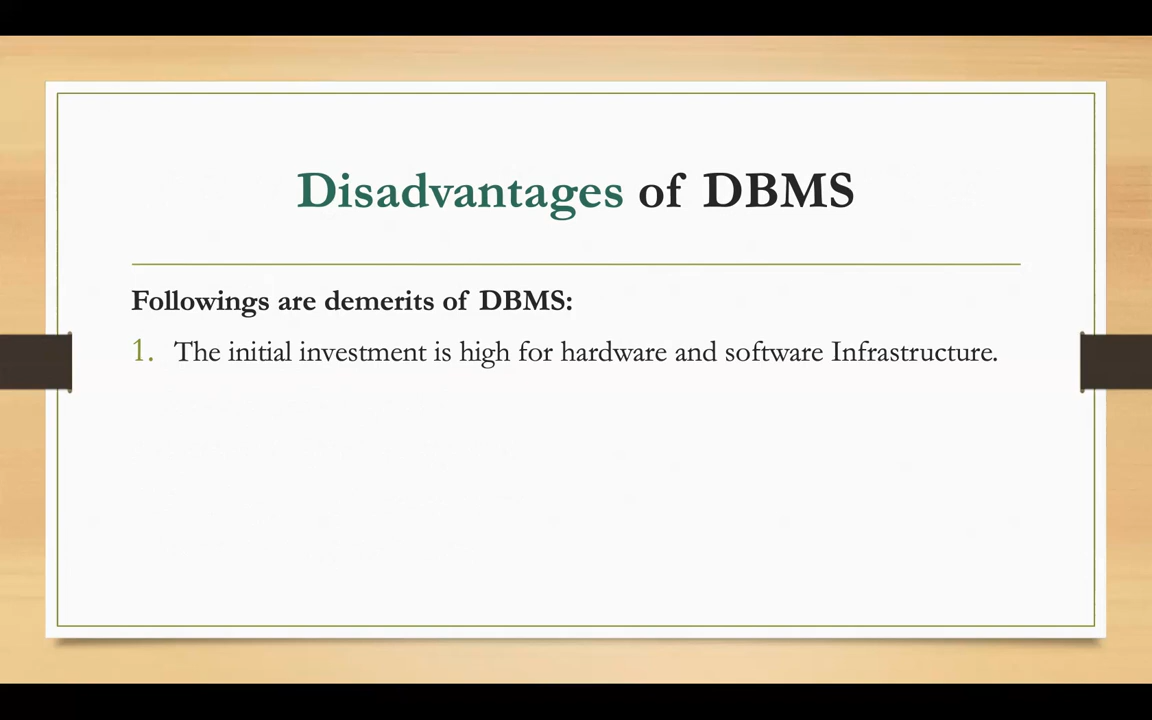 Disadvantages of DBMS
Followings are demerits of DBMS:
1. The initial investment is high for hardware and software Infrastructure.